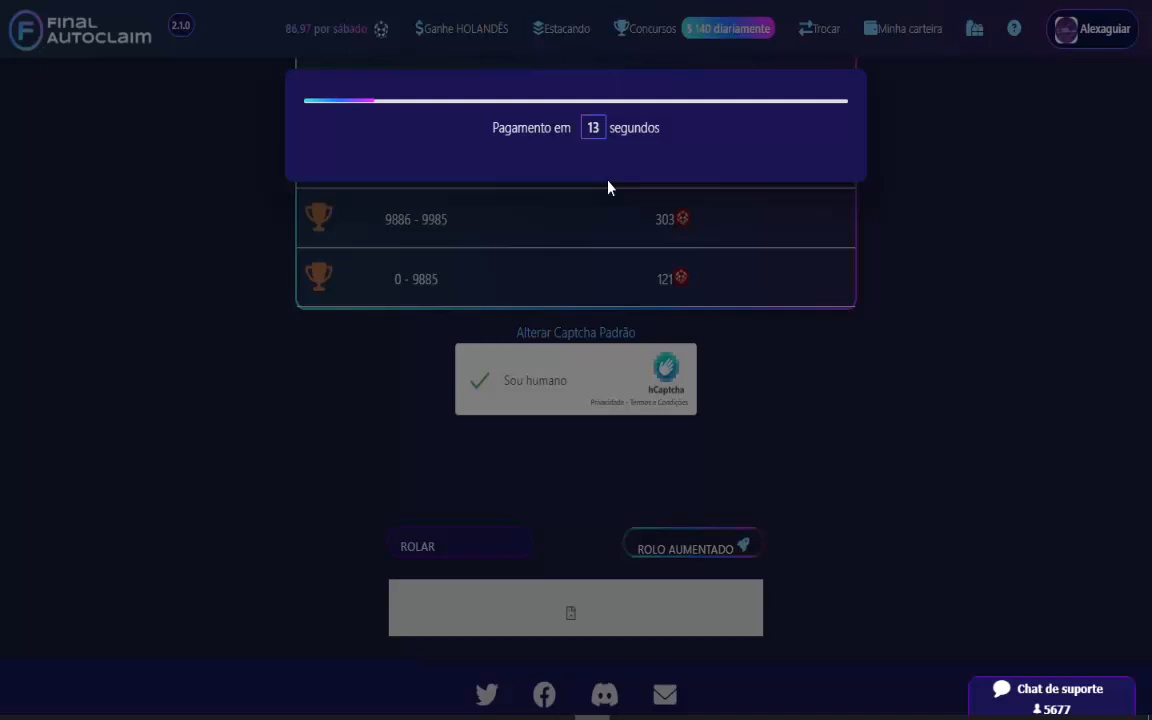 FINAL
AUTOCLAIM
2.1.0
86,97 por sábado
Ganhe HOLANDÊS
Estacando
Concursos
$ 140 diariamente
Trocar
Minha carteira
Alexaguiar
Pagamento em 13 segundos
9886 - 9985 303
0 - 9885 121
Alterar Captcha Padrão
Sou humano
hCaptcha
Privacidade - Termos e Condições
ROLAR
ROLO AUMENTADO
Chat de suporte
5677